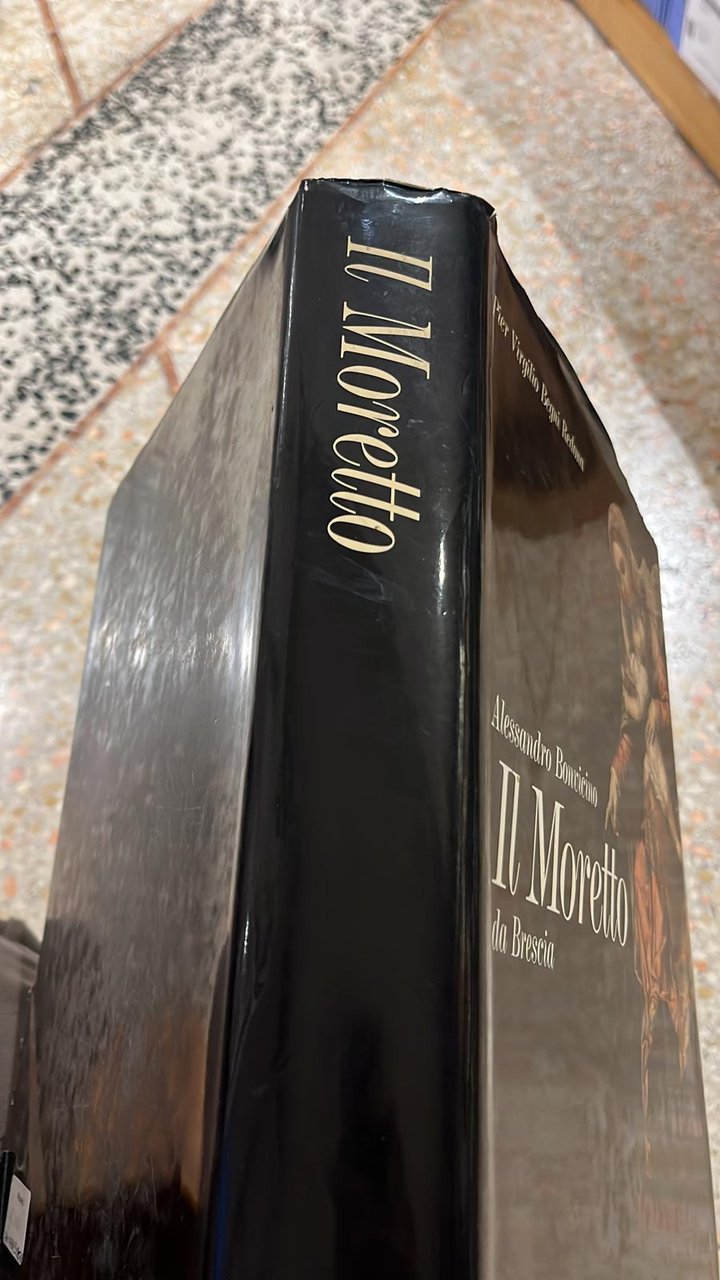 Il Moretto
Pier Virgilio Begni Redona
Alessandro Bonvicino
Il Moretto
da Brescia